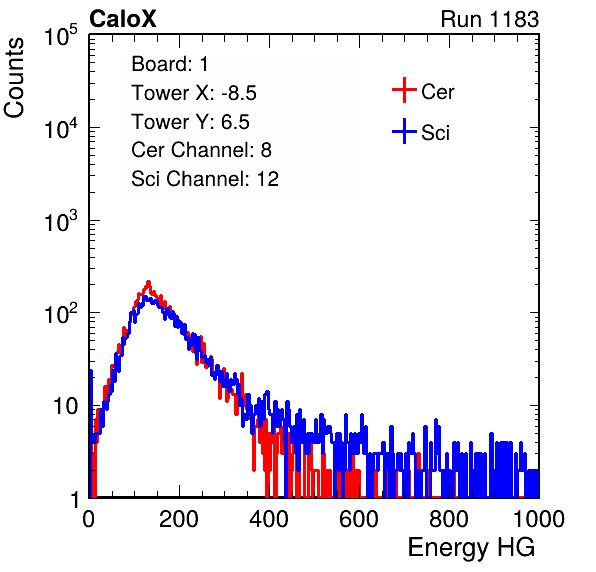 CaloX Run 1183
Counts
10^5
10^4
10^3
10^2
10
1
Board: 1
Tower X: -8.5
Tower Y: 6.5
Cer Channel: 8
Sci Channel: 12
Cer
Sci
0 200 400 600 800 1000
Energy HG